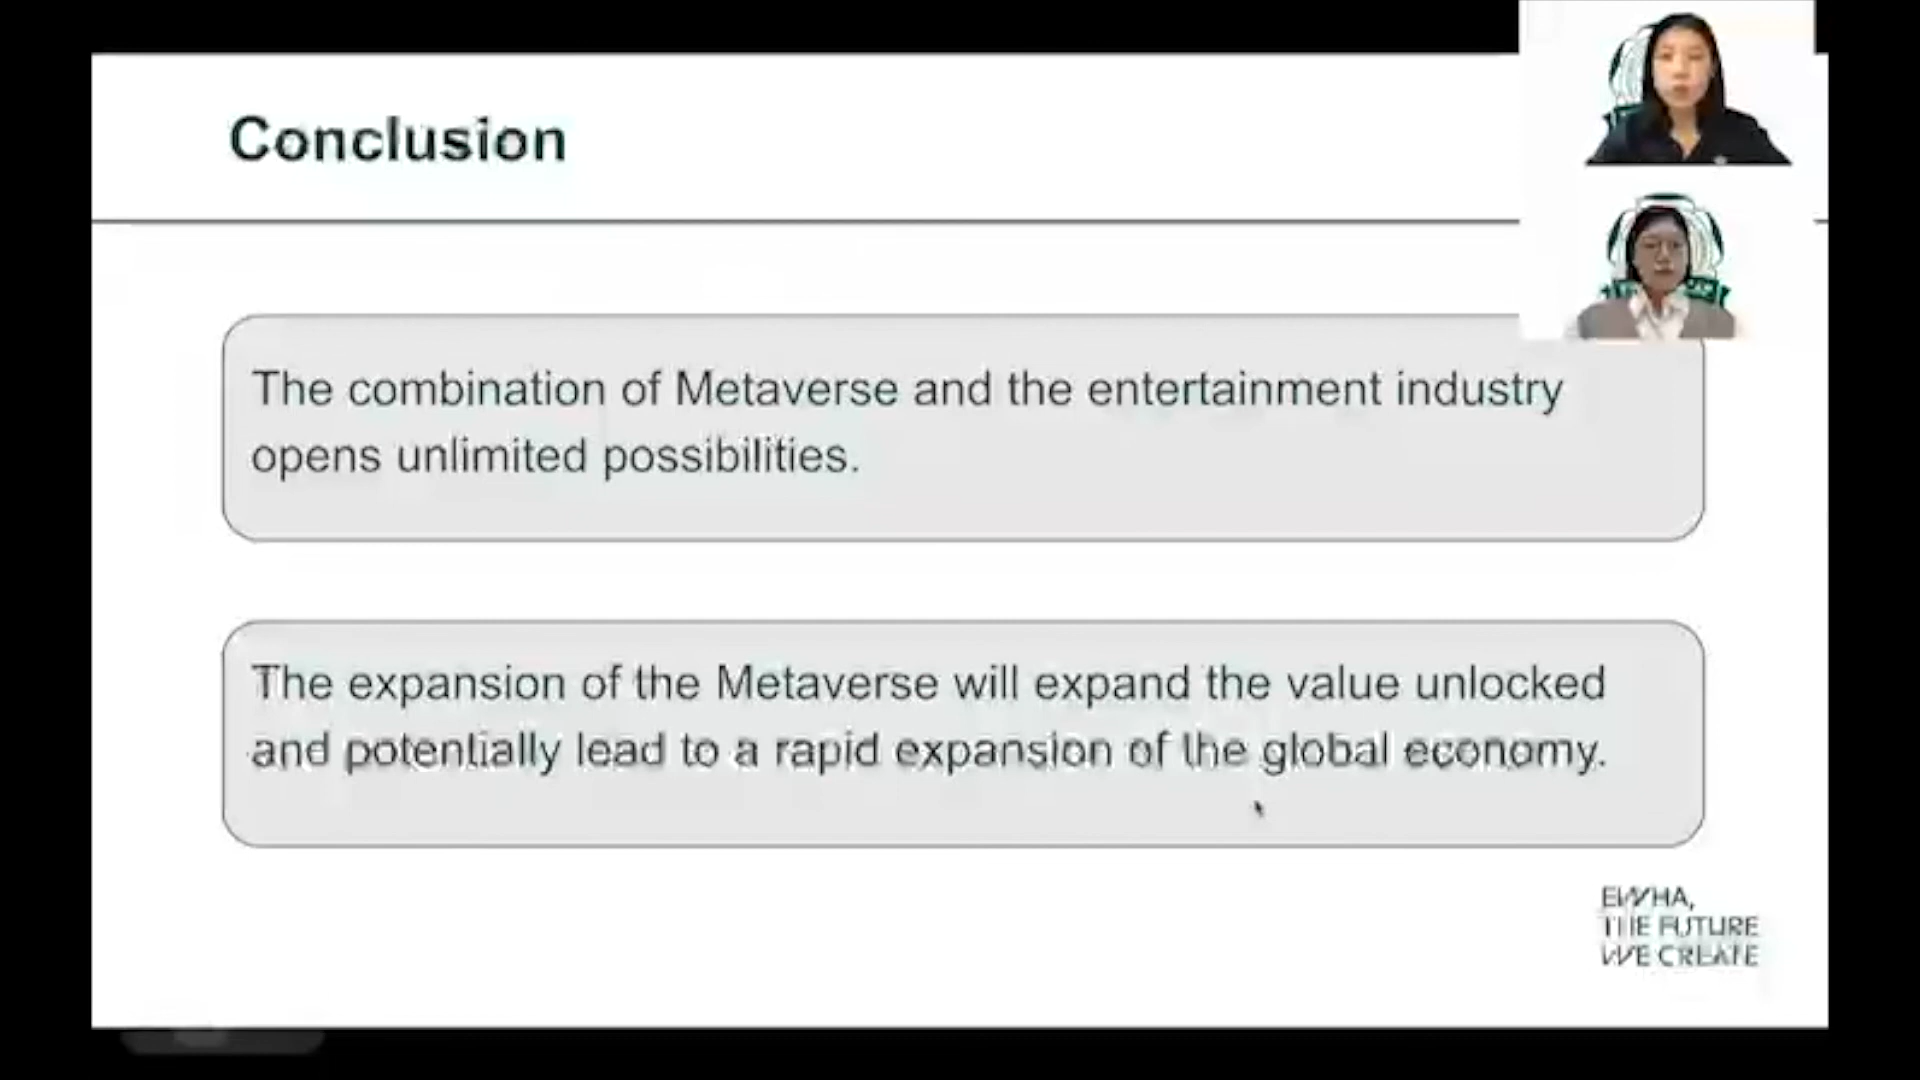 Conclusion
The combination of Metaverse and the entertainment industry
opens unlimited possibilities.
The expansion of the Metaverse will expand the value unlocked
and potentially lead to a rapid expansion of the global economy.
EWHA,
THE FUTURE
WE CREATE